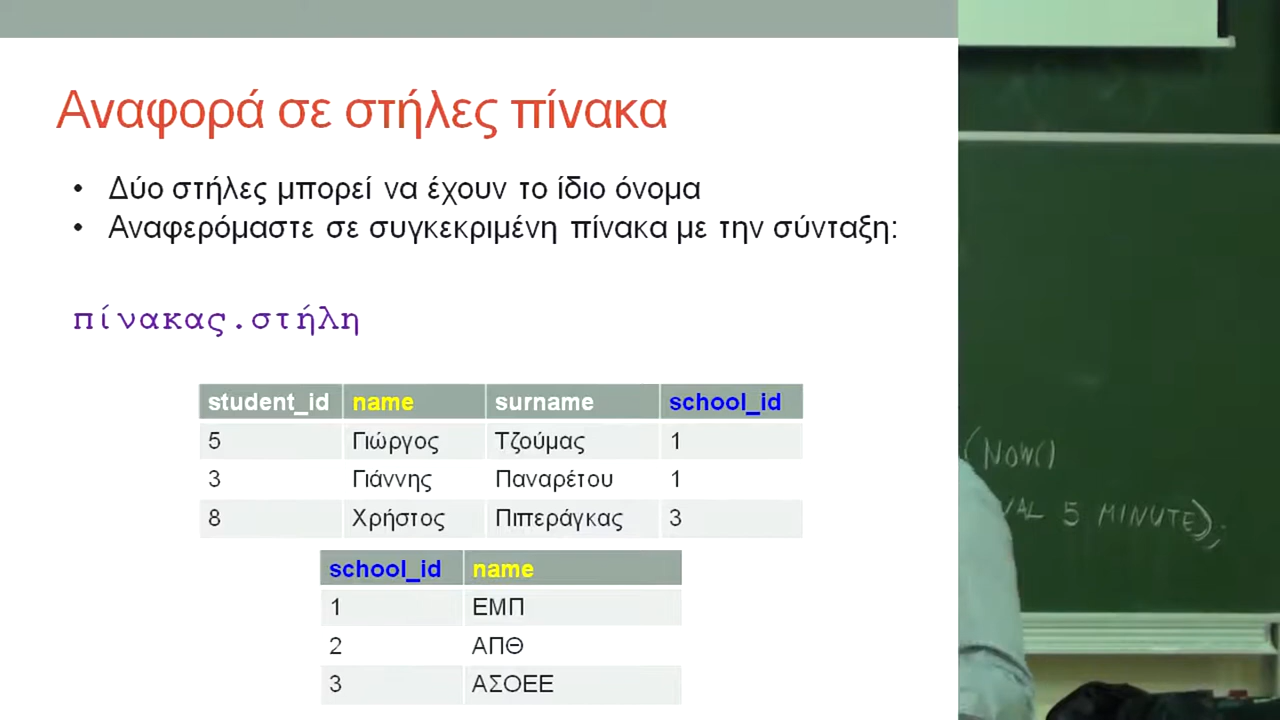 Αναφορά σε στήλες πίνακα
• Δύο στήλες μπορεί να έχουν το ίδιο όνομα
• Αναφερόμαστε σε συγκεκριμένη πίνακα με την σύνταξη:
πίνακας.στήλη
student_id name surname school_id
5 Γιώργος Τζούμας 1
3 Γιάννης Παναρέτου 1
8 Χρήστος Πιπεράγκας 3
school_id name
1 ΕΜΠ
2 ΑΠΘ
3 ΑΣΟΕΕ
(NOW()
VAL 5 MINUTE);